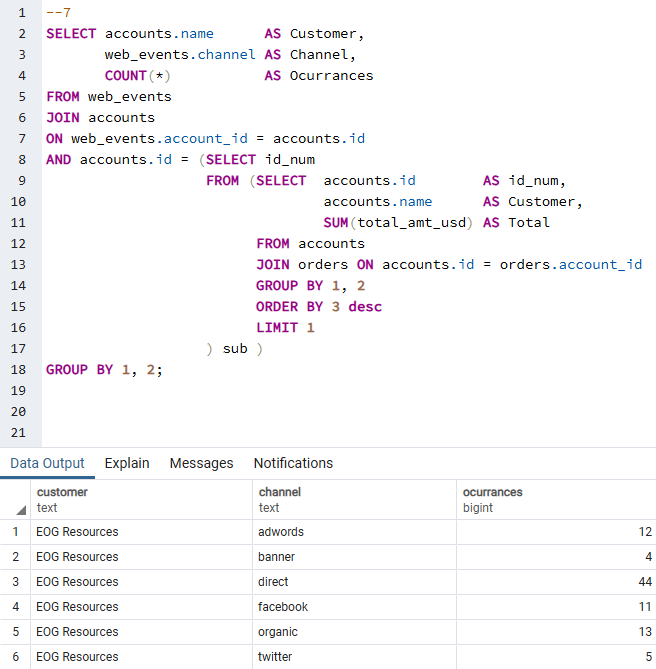 1 --7
2 SELECT accounts.name AS Customer,
3 web_events.channel AS Channel,
4 COUNT(*) AS Ocurrances
5 FROM web_events
6 JOIN accounts
7 ON web_events.account_id = accounts.id
8 AND accounts.id = (SELECT id_num
9 FROM (SELECT accounts.id AS id_num,
10 accounts.name AS Customer,
11 SUM(total_amt_usd) AS Total
12 FROM accounts
13 JOIN orders ON accounts.id = orders.account_id
14 GROUP BY 1, 2
15 ORDER BY 3 desc
16 LIMIT 1
17 ) sub )
18 GROUP BY 1, 2;
19
20
21
Data Output Explain Messages Notifications
customer channel ocurrances
text text bigint
1 EOG Resources adwords 12
2 EOG Resources banner 4
3 EOG Resources direct 44
4 EOG Resources facebook 11
5 EOG Resources organic 13
6 EOG Resources twitter 5